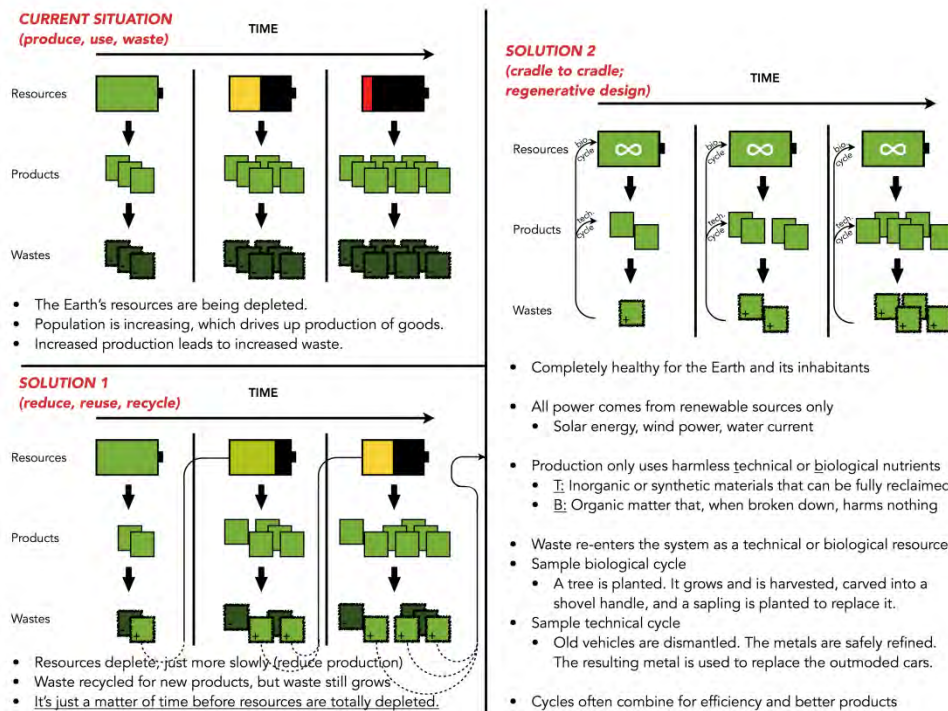 CURRENT SITUATION
(produce, use, waste)
TIME
Resources
Products
Wastes
• The Earth's resources are being depleted.
• Population is increasing, which drives up production of goods.
• Increased production leads to increased waste.
SOLUTION 1
(reduce, reuse, recycle)
TIME
Resources
Products
Wastes
- - -
+ + + + + +
• Resources deplete, just more slowly (reduce production)
• Waste recycled for new products, but waste still grows
• It's just a matter of time before resources are totally depleted.
SOLUTION 2
(cradle to cradle;
regenerative design)
TIME
Resources
bio cycle
∞
bio cycle
∞
bio cycle
∞
Products
tech. cycle
tech. cycle
tech. cycle
Wastes
+ + + + + +
• Completely healthy for the Earth and its inhabitants
• All power comes from renewable sources only
• Solar energy, wind power, water current
• Production only uses harmless technical or biological nutrients
• T: Inorganic or synthetic materials that can be fully reclaimed
• B: Organic matter that, when broken down, harms nothing
• Waste re-enters the system as a technical or biological resource
• Sample biological cycle
• A tree is planted. It grows and is harvested, carved into a
shovel handle, and a sapling is planted to replace it.
• Sample technical cycle
• Old vehicles are dismantled. The metals are safely refined.
The resulting metal is used to replace the outmoded cars.
• Cycles often combine for efficiency and better products